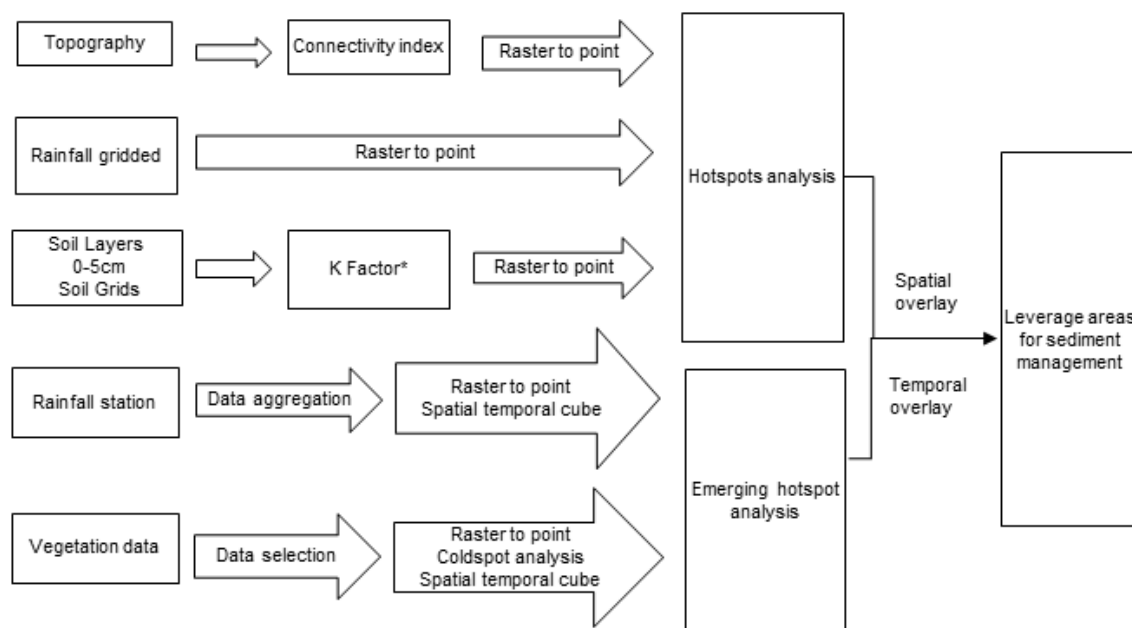 Topography
Connectivity index
Raster to point
Rainfall gridded
Raster to point
Hotspots analysis
Soil Layers
0-5cm
Soil Grids
K Factor*
Raster to point
Spatial
overlay
Leverage areas
for sediment
management
Rainfall station
Data aggregation
Raster to point
Spatial temporal cube
Temporal
overlay
Emerging hotspot
analysis
Vegetation data
Data selection
Raster to point
Coldspot analysis
Spatial temporal cube